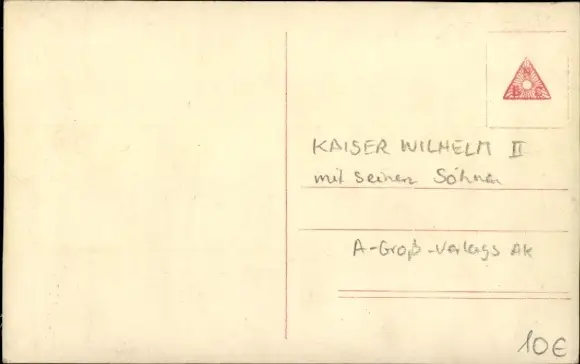 N
B G
KAISER WILHELM II
mit seinen Söhnen
A-Groß-Verlags AK
10€